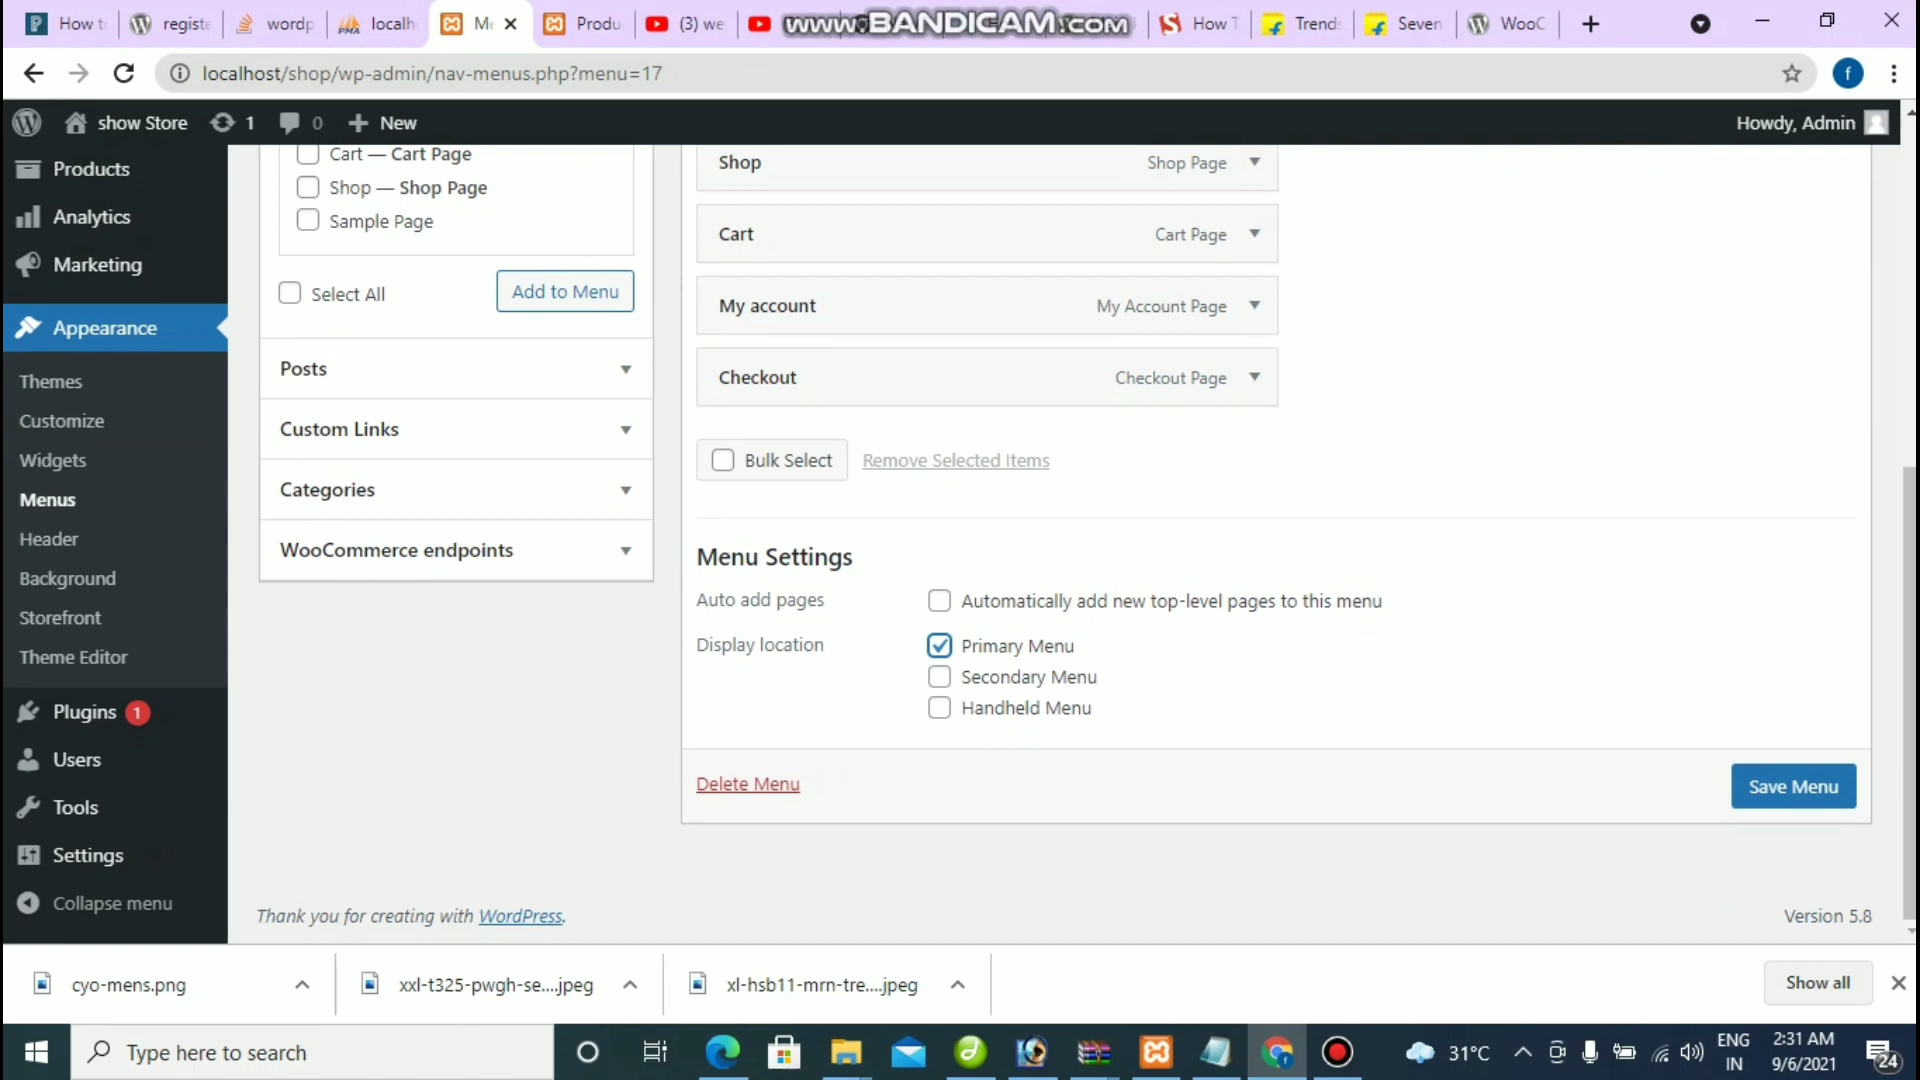 How t
registe
wordp
localh
Me
Produ
(3) we
www.BANDICAM.com
How T
Trend
Seven
WooC
localhost/shop/wp-admin/nav-menus.php?menu=17
f
show Store
1
0
New
Howdy, Admin
Products
Analytics
Marketing
Appearance
Themes
Customize
Widgets
Menus
Header
Background
Storefront
Theme Editor
Plugins 1
Users
Tools
Settings
Collapse menu
Cart — Cart Page
Shop — Shop Page
Sample Page
Select All
Add to Menu
Posts
Custom Links
Categories
WooCommerce endpoints
Shop Shop Page
Cart Cart Page
My account My Account Page
Checkout Checkout Page
Bulk Select Remove Selected Items
Menu Settings
Auto add pages Automatically add new top-level pages to this menu
Display location Primary Menu
Secondary Menu
Handheld Menu
Delete Menu
Save Menu
Thank you for creating with WordPress.
Version 5.8
cyo-mens.png
xxl-t325-pwgh-se....jpeg
xl-hsb11-mrn-tre....jpeg
Show all
Type here to search
31°C
ENG
IN
2:31 AM
9/6/2021
24